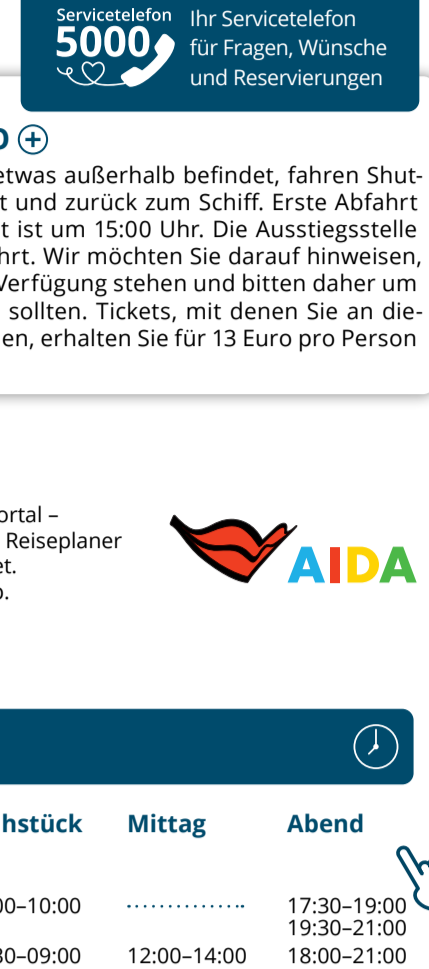 Servicetelefon
5000
Ihr Servicetelefon
für Fragen, Wünsche
und Reservierungen
etwas außerhalb befindet, fahren Shut-
t und zurück zum Schiff. Erste Abfahrt
t ist um 15:00 Uhr. Die Ausstiegsstelle
hrt. Wir möchten Sie darauf hinweisen,
Verfügung stehen und bitten daher um
sollten. Tickets, mit denen Sie an die-
en, erhalten Sie für 13 Euro pro Person
ortal –
Reiseplaner
et.
AIDA
hstück Mittag Abend
00–10:00 17:30–19:00
19:30–21:00
30–09:00 12:00–14:00 18:00–21:00